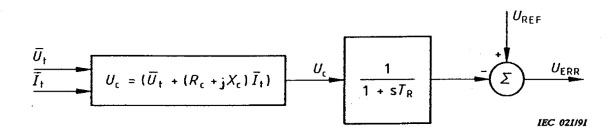 U_REF
Ū_t
Ī_t
U_c = (Ū_t + (R_c + jX_c) Ī_t)
U_c
1
1 + sT_R
+
-
Σ
U_ERR
IEC 021/91